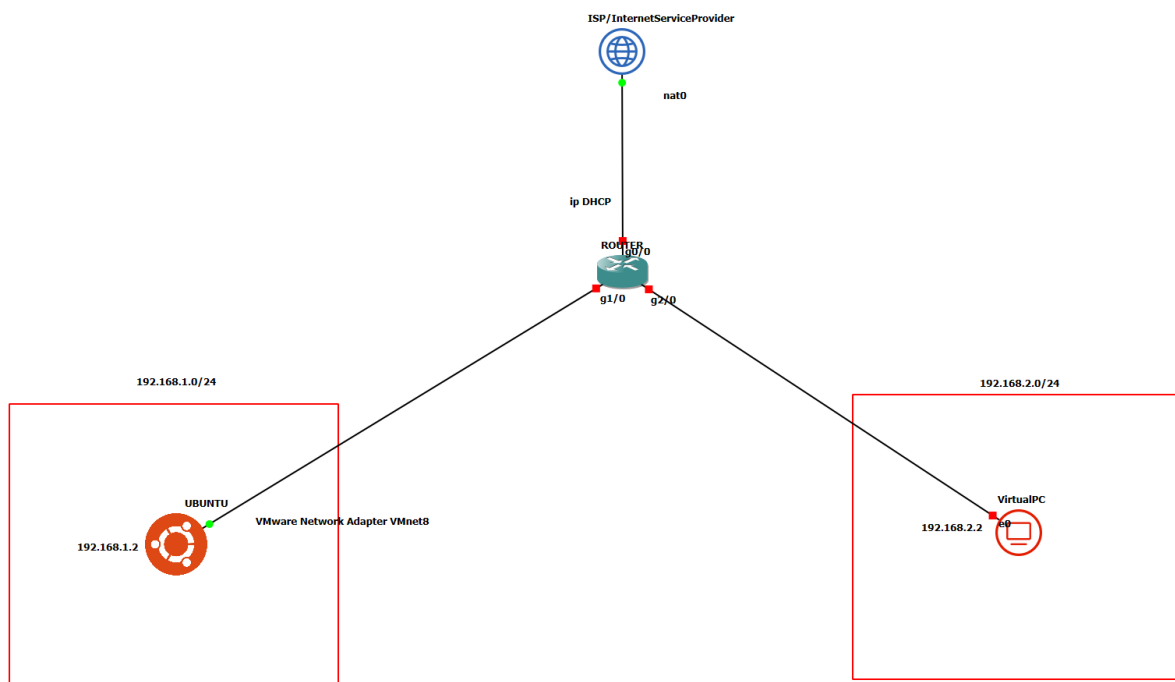 ISP/InternetServiceProvider
nat0
ip DHCP
ROUTER
g0/0
g1/0
g2/0
192.168.1.0/24
192.168.2.0/24
UBUNTU
VMware Network Adapter VMnet8
192.168.1.2
VirtualPC
192.168.2.2
e0